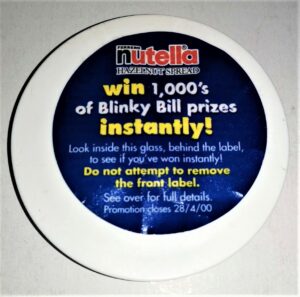 FERRERO
nutella
HAZELNUT SPREAD
win 1,000's
of Blinky Bill prizes
instantly!
Look inside this glass, behind the label,
to see if you've won instantly!
Do not attempt to remove
the front label.
See over for full details.
Promotion closes 28/4/00